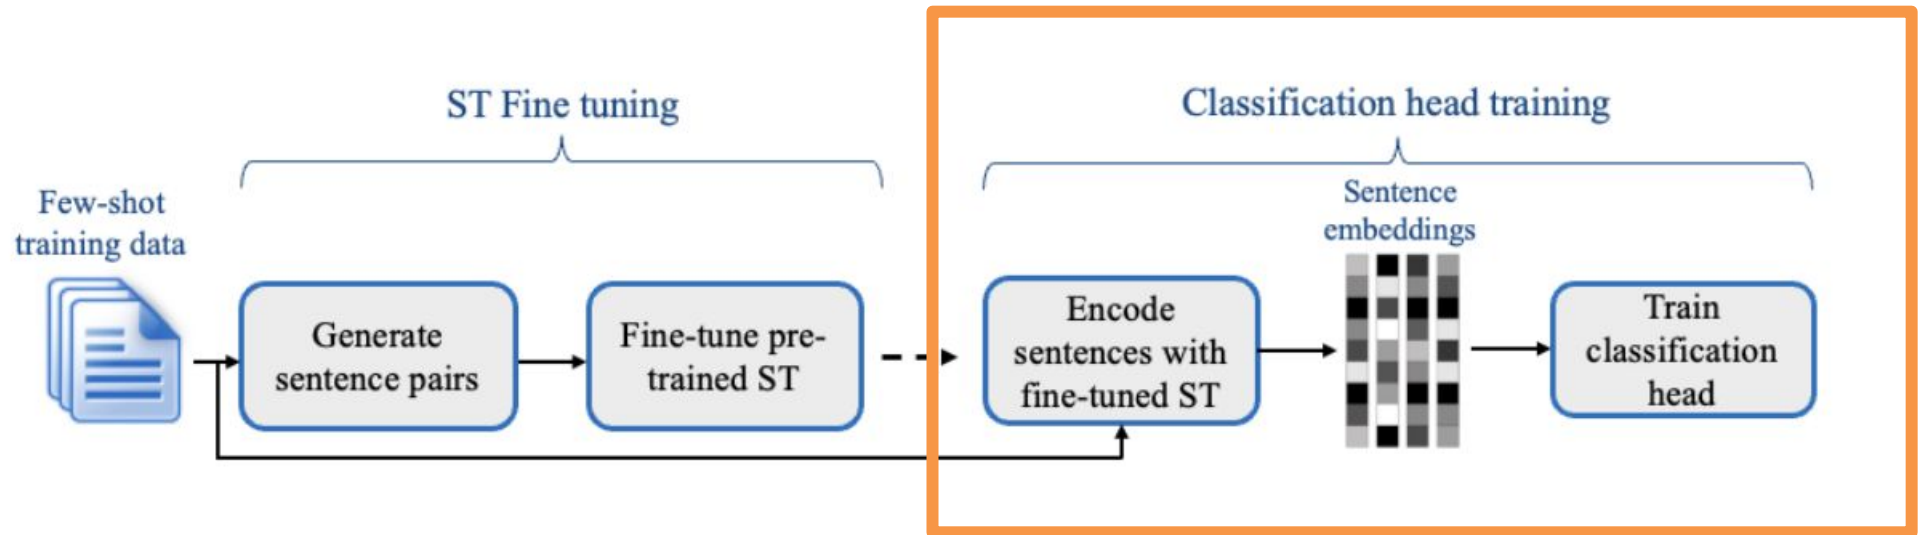 ST Fine tuning
Classification head training
Few-shot
training data
Generate
sentence pairs
Fine-tune pre-
trained ST
Encode
sentences with
fine-tuned ST
Sentence
embeddings
Train
classification
head